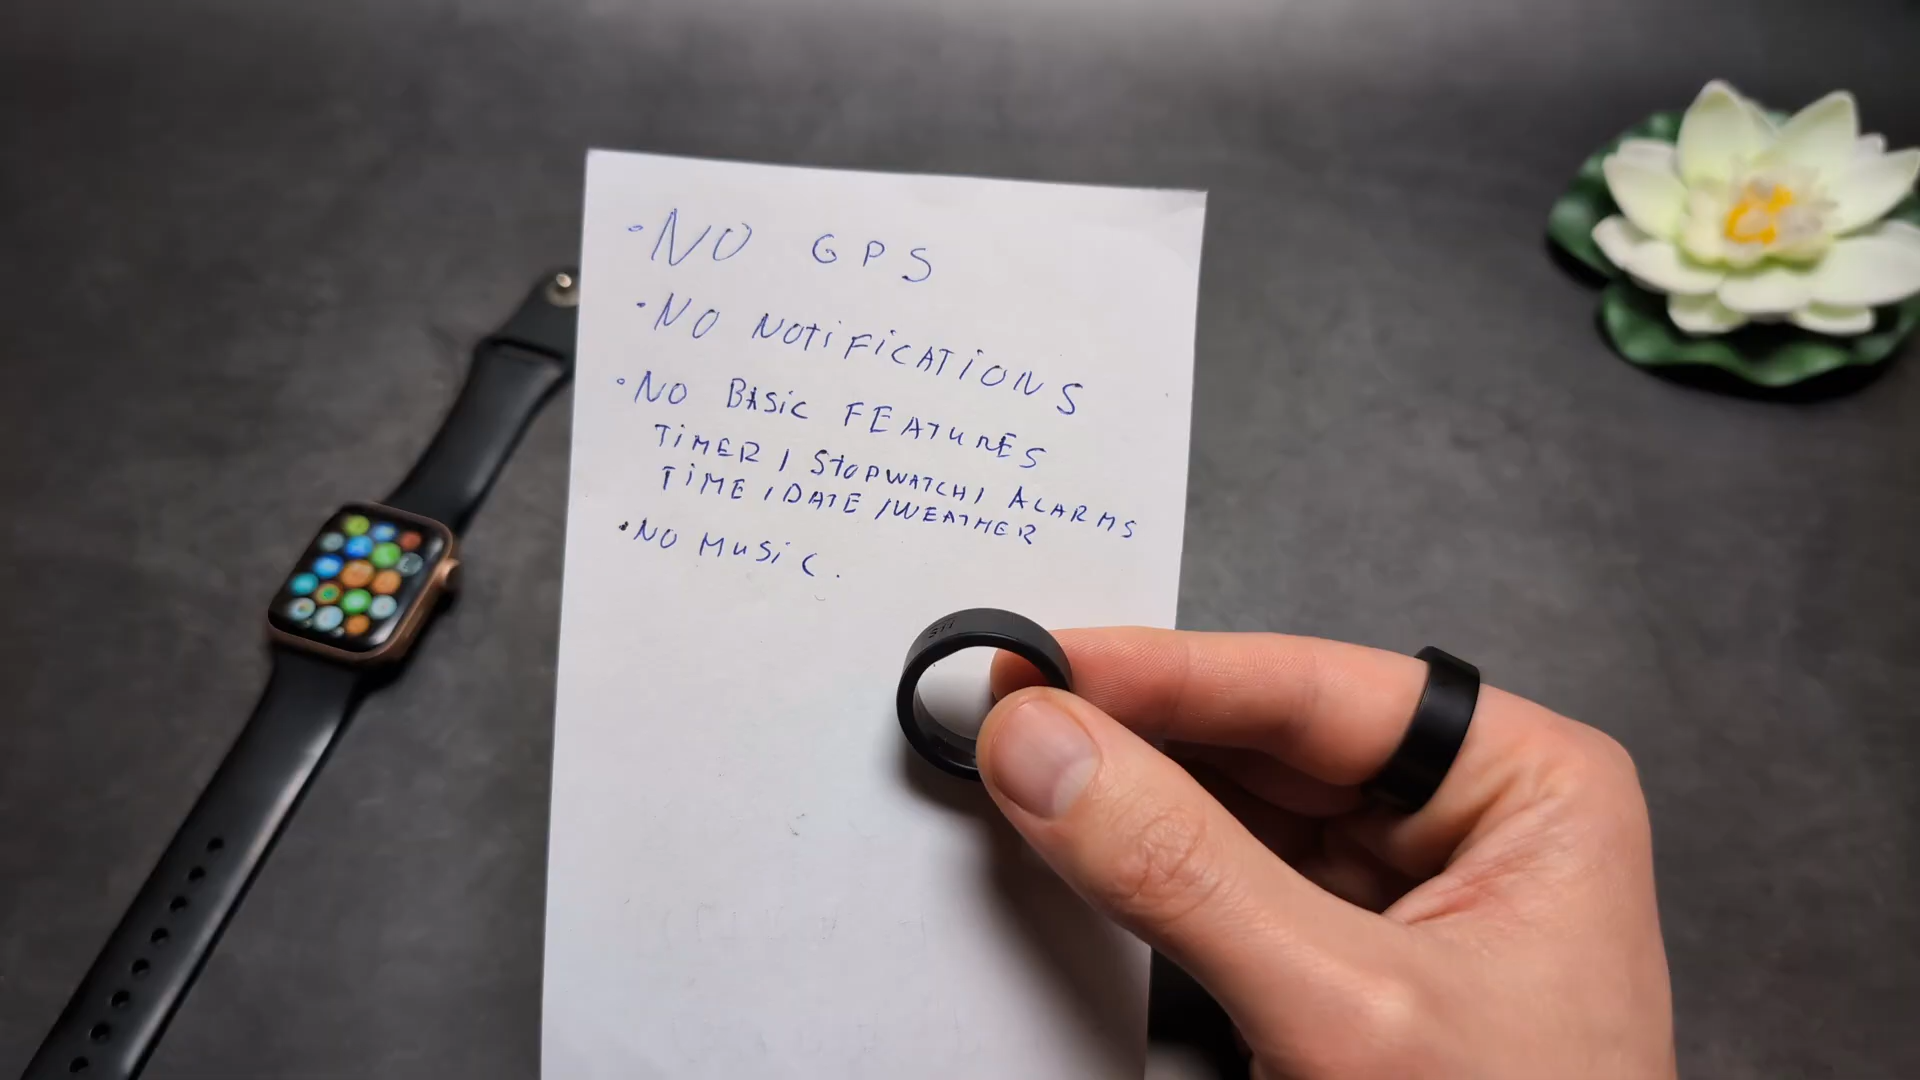 • NO GPS
• NO NOTiFiCATiONS
• NO BASiC FEATURES
TiMER / STOPWATCH / ALARMS
TiME / DATE / WEATHER
• NO MUSiC.